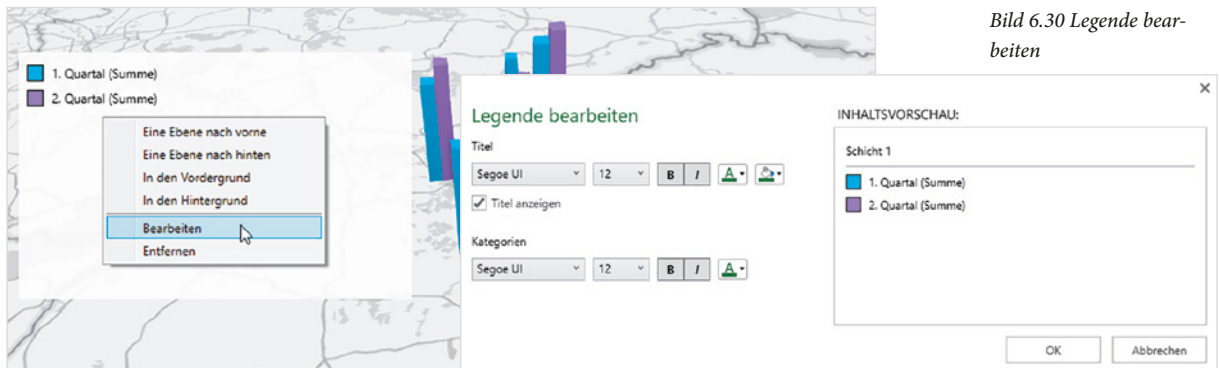 Bild 6.30 Legende bear-
beiten
1. Quartal (Summe)
2. Quartal (Summe)
Eine Ebene nach vorne
Eine Ebene nach hinten
In den Vordergrund
In den Hintergrund
Bearbeiten
Entfernen
Legende bearbeiten
Titel
Segoe UI 12 B I A
Titel anzeigen
Kategorien
Segoe UI 12 B I A
INHALTSVORSCHAU:
Schicht 1
1. Quartal (Summe)
2. Quartal (Summe)
OK Abbrechen